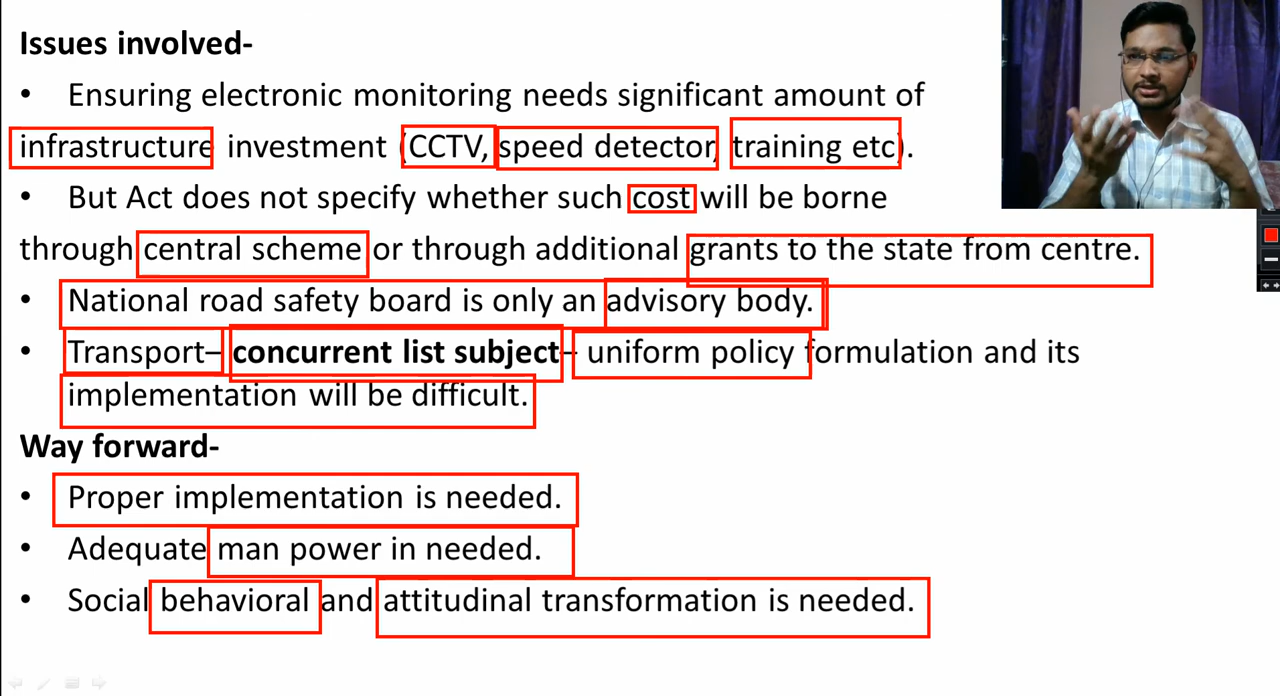 Issues involved-
• Ensuring electronic monitoring needs significant amount of
infrastructure investment (CCTV, speed detector, training etc).
• But Act does not specify whether such cost will be borne
through central scheme or through additional grants to the state from centre.
• National road safety board is only an advisory body.
• Transport– concurrent list subject– uniform policy formulation and its
implementation will be difficult.
Way forward-
• Proper implementation is needed.
• Adequate man power in needed.
• Social behavioral and attitudinal transformation is needed.